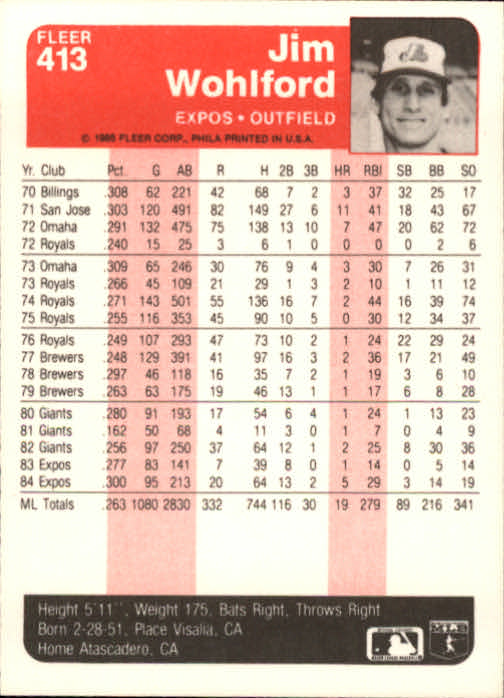 FLEER
413
Jim
Wohlford
EXPOS • OUTFIELD
© 1985 FLEER CORP., PHILA PRINTED IN U.S.A.
Yr. Club Pct. G AB R H 2B 3B HR RBI SB BB SO
70 Billings .308 62 221 42 68 7 2 3 37 32 25 17
71 San Jose .303 120 491 82 149 27 6 11 41 18 43 67
72 Omaha .291 132 475 75 138 13 10 7 47 20 62 72
72 Royals .240 15 25 3 6 1 0 0 0 0 2 6
73 Omaha .309 65 246 30 76 9 4 3 30 7 26 31
73 Royals .266 45 109 21 29 1 3 2 10 1 11 12
74 Royals .271 143 501 55 136 16 7 2 44 16 39 74
75 Royals .255 116 353 45 90 10 5 0 30 12 34 37
76 Royals .249 107 293 47 73 10 2 1 24 22 29 24
77 Brewers .248 129 391 41 97 16 3 2 36 17 21 49
78 Brewers .297 46 118 16 35 7 2 1 19 3 6 10
79 Brewers .263 63 175 19 46 13 1 1 17 6 8 28
80 Giants .280 91 193 17 54 6 4 1 24 1 13 23
81 Giants .162 50 68 4 11 3 0 1 7 0 4 9
82 Giants .256 97 250 37 64 12 1 2 25 8 30 36
83 Expos .277 83 141 7 39 8 0 1 14 0 5 14
84 Expos .300 95 213 20 64 13 2 5 29 3 14 19
ML Totals .263 1080 2830 332 744 116 30 19 279 89 216 341
Height 5'11", Weight 175, Bats Right, Throws Right
Born 2-28-51, Place Visalia, CA
Home Atascadero, CA